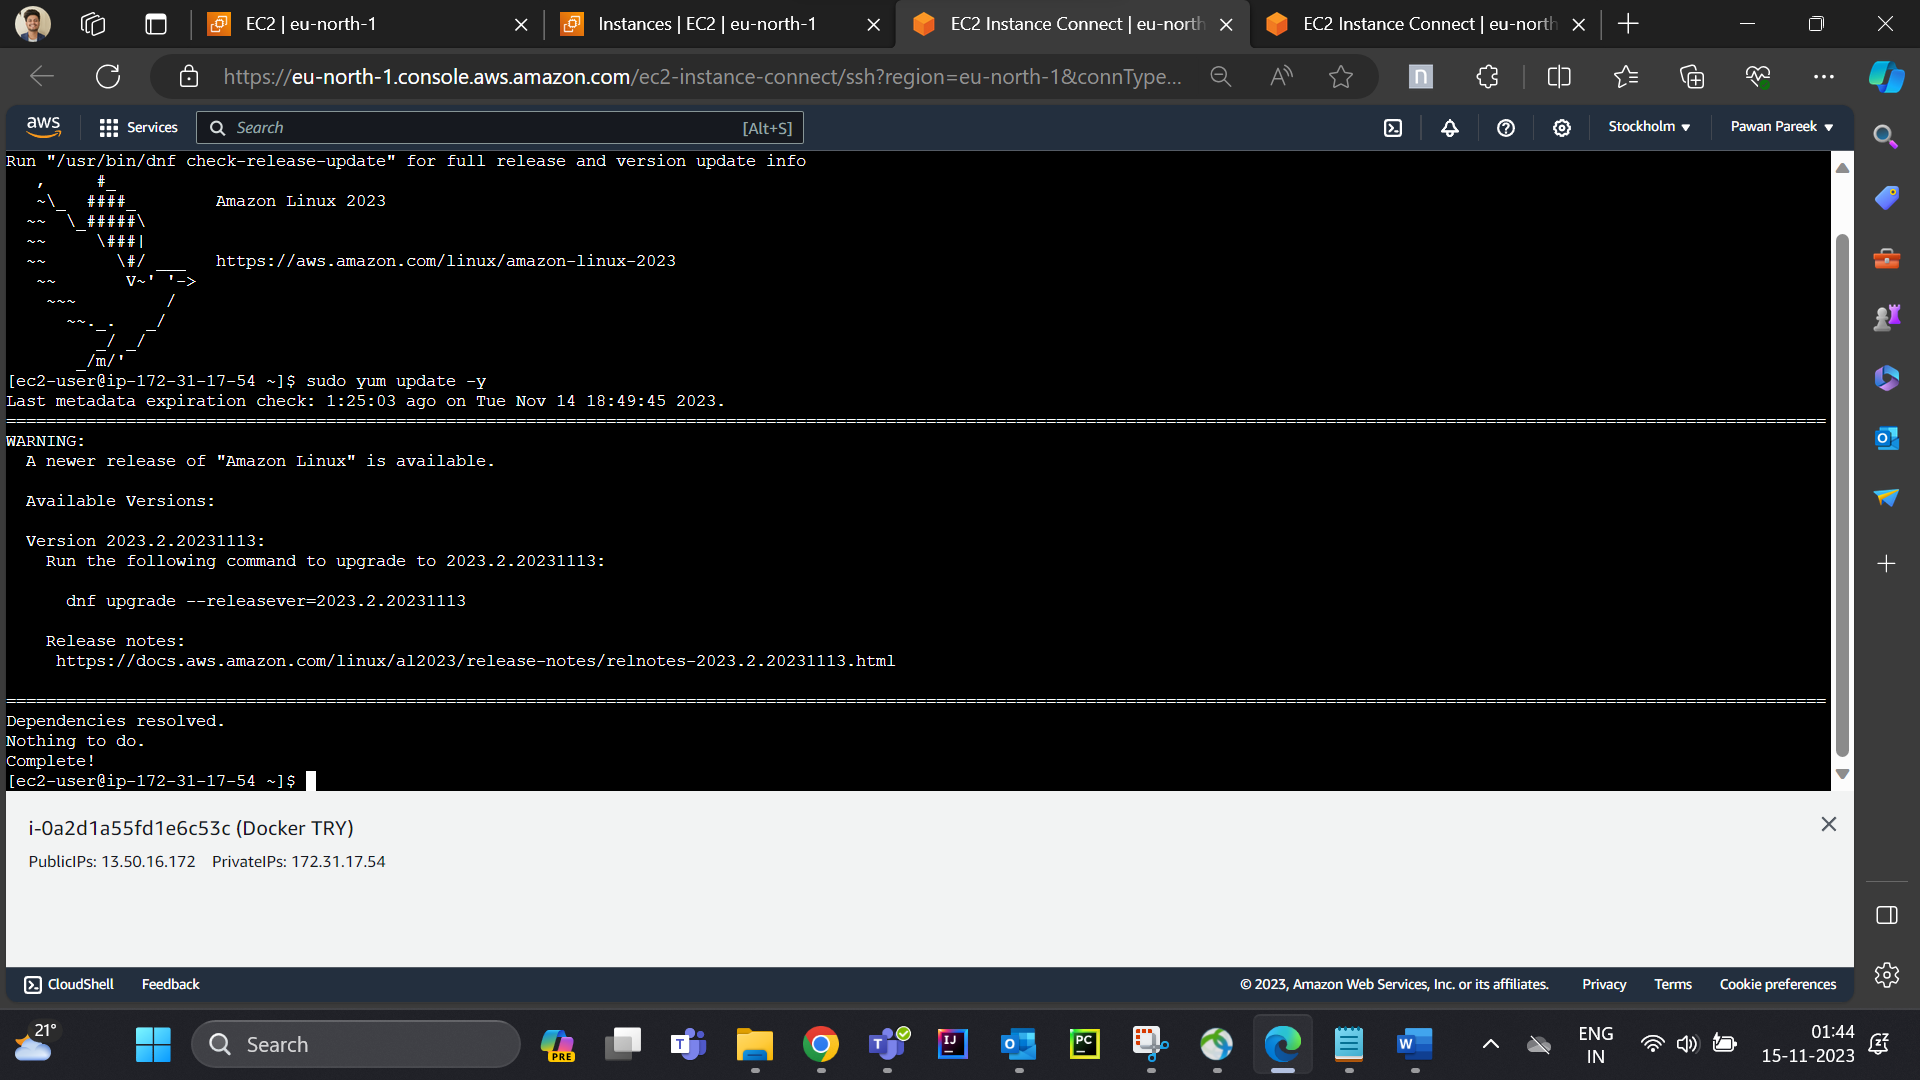 EC2 | eu-north-1
Instances | EC2 | eu-north-1
EC2 Instance Connect | eu-north
EC2 Instance Connect | eu-north
https://eu-north-1.console.aws.amazon.com/ec2-instance-connect/ssh?region=eu-north-1&connType...
aws
Services
Search
[Alt+S]
Stockholm
Pawan Pareek
Run "/usr/bin/dnf check-release-update" for full release and version update info
   ,     #_
   ~\_  ####_        Amazon Linux 2023
  ~~  \_#####\
  ~~     \###|
  ~~       \#/ ___   https://aws.amazon.com/linux/amazon-linux-2023
   ~~       V~' '->
    ~~~         /
      ~~._.   _/
         _/ _/
       _/m/'
[ec2-user@ip-172-31-17-54 ~]$ sudo yum update -y
Last metadata expiration check: 1:25:03 ago on Tue Nov 14 18:49:45 2023.
WARNING:
  A newer release of "Amazon Linux" is available.
  Available Versions:
  Version 2023.2.20231113:
    Run the following command to upgrade to 2023.2.20231113:
      dnf upgrade --releasever=2023.2.20231113
    Release notes:
     https://docs.aws.amazon.com/linux/al2023/release-notes/relnotes-2023.2.20231113.html
Dependencies resolved.
Nothing to do.
Complete!
[ec2-user@ip-172-31-17-54 ~]$
i-0a2d1a55fd1e6c53c (Docker TRY)
PublicIPs: 13.50.16.172 PrivateIPs: 172.31.17.54
CloudShell
Feedback
© 2023, Amazon Web Services, Inc. or its affiliates.
Privacy
Terms
Cookie preferences
21°
Search
PRE
ENG
IN
01:44
15-11-2023